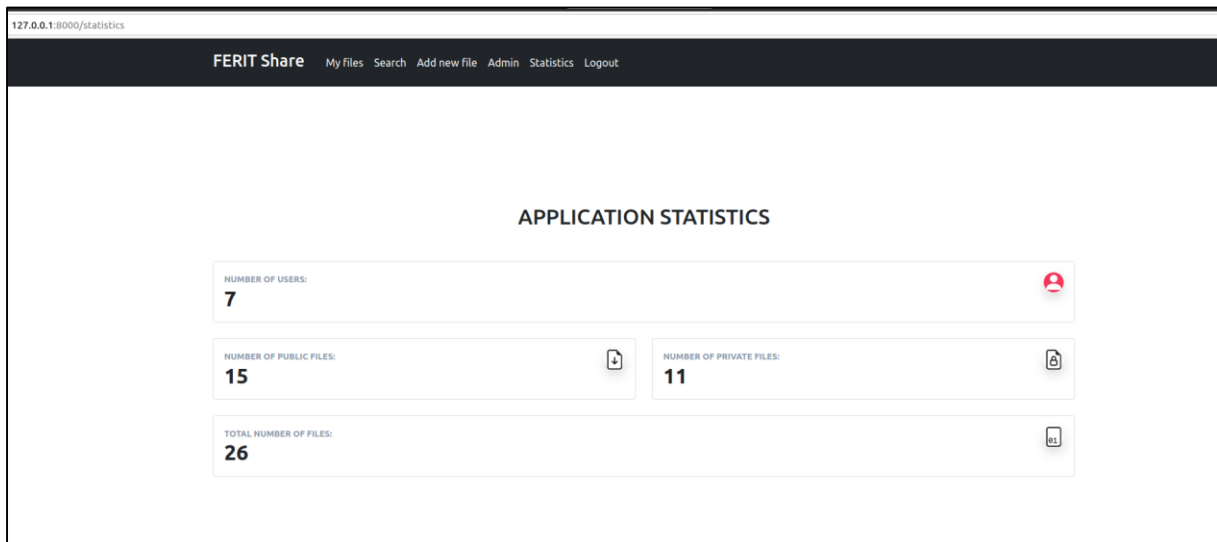 127.0.0.1:8000/statistics
FERIT Share My files Search Add new file Admin Statistics Logout
APPLICATION STATISTICS
NUMBER OF USERS:
7
NUMBER OF PUBLIC FILES:
15
NUMBER OF PRIVATE FILES:
11
TOTAL NUMBER OF FILES:
26
01